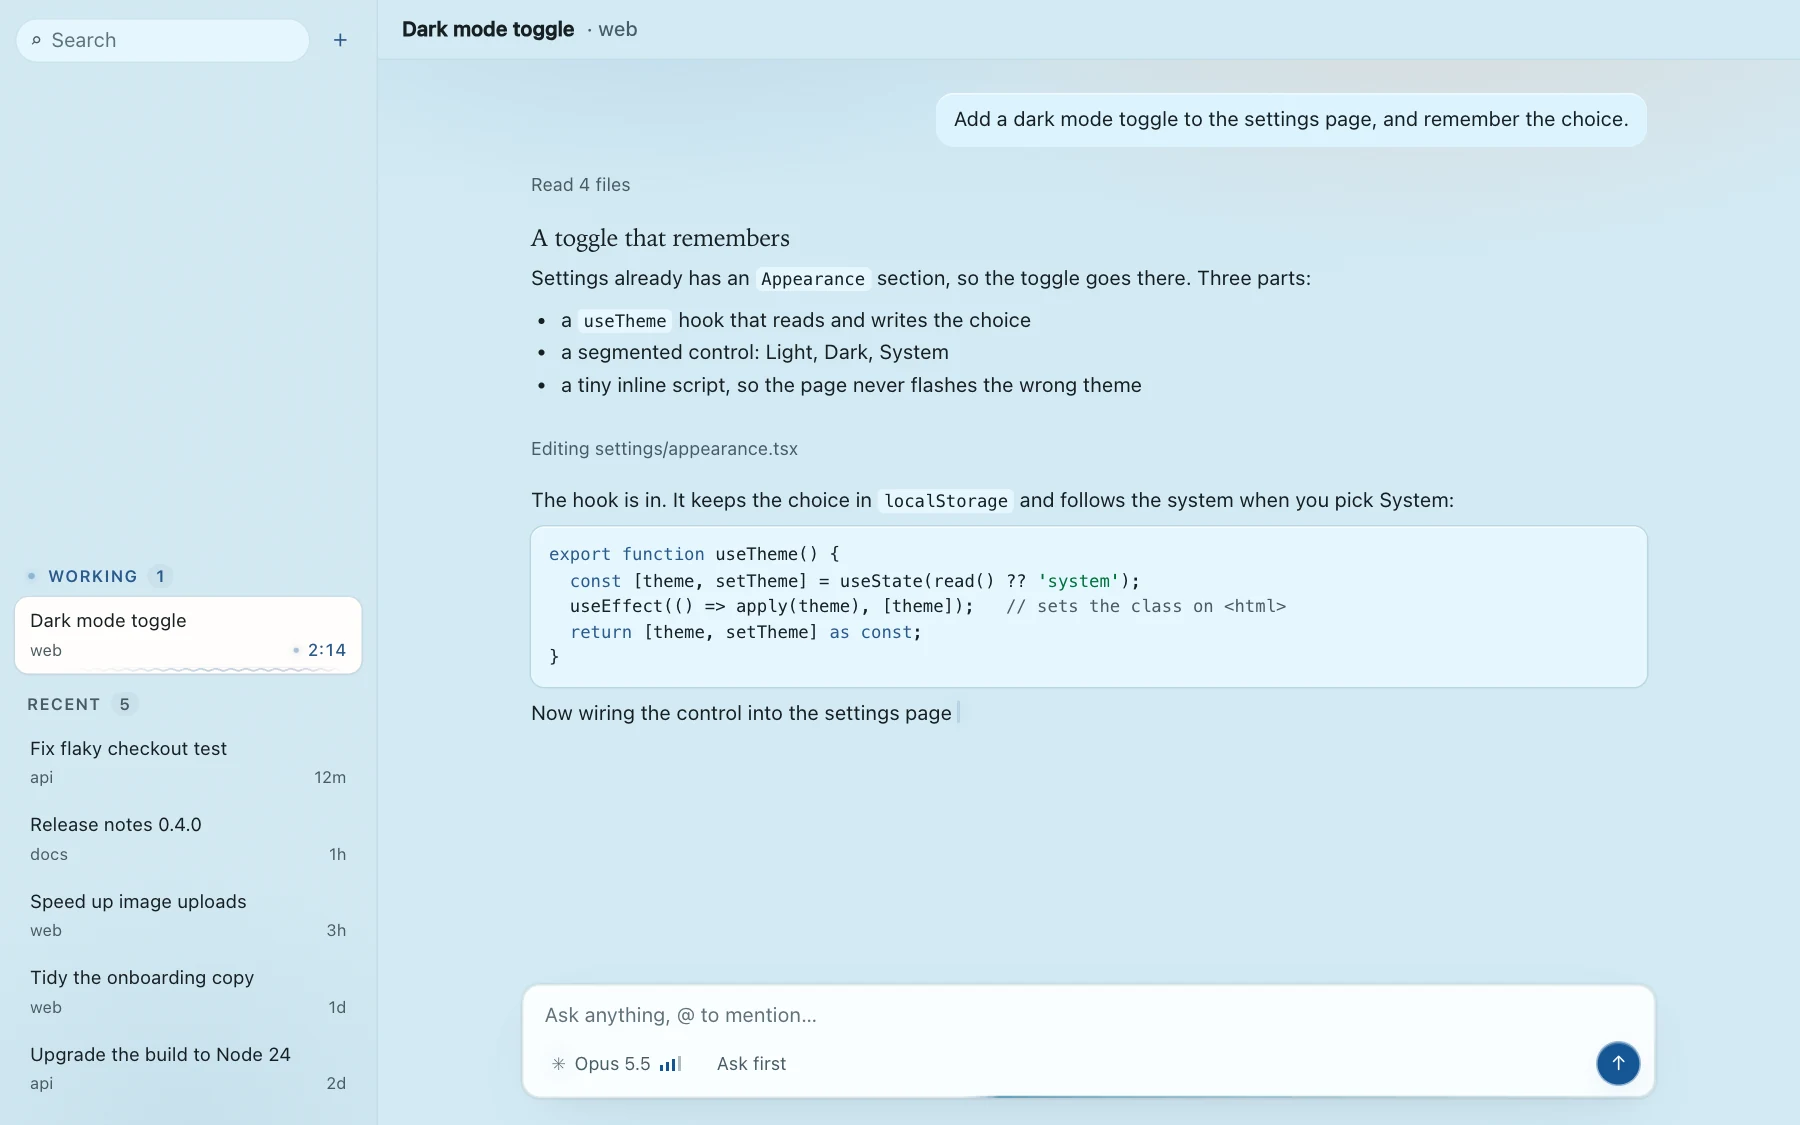 Search
+
Dark mode toggle · web
Add a dark mode toggle to the settings page, and remember the choice.
Read 4 files
A toggle that remembers
Settings already has an Appearance section, so the toggle goes there. Three parts:
• a useTheme hook that reads and writes the choice
• a segmented control: Light, Dark, System
• a tiny inline script, so the page never flashes the wrong theme
Editing settings/appearance.tsx
The hook is in. It keeps the choice in localStorage and follows the system when you pick System:
export function useTheme() {
  const [theme, setTheme] = useState(read() ?? 'system');
  useEffect(() => apply(theme), [theme]);   // sets the class on <html>
  return [theme, setTheme] as const;
}
Now wiring the control into the settings page
WORKING 1
Dark mode toggle
web 2:14
RECENT 5
Fix flaky checkout test
api 12m
Release notes 0.4.0
docs 1h
Speed up image uploads
web 3h
Tidy the onboarding copy
web 1d
Upgrade the build to Node 24
api 2d
Ask anything, @ to mention...
Opus 5.5 Ask first